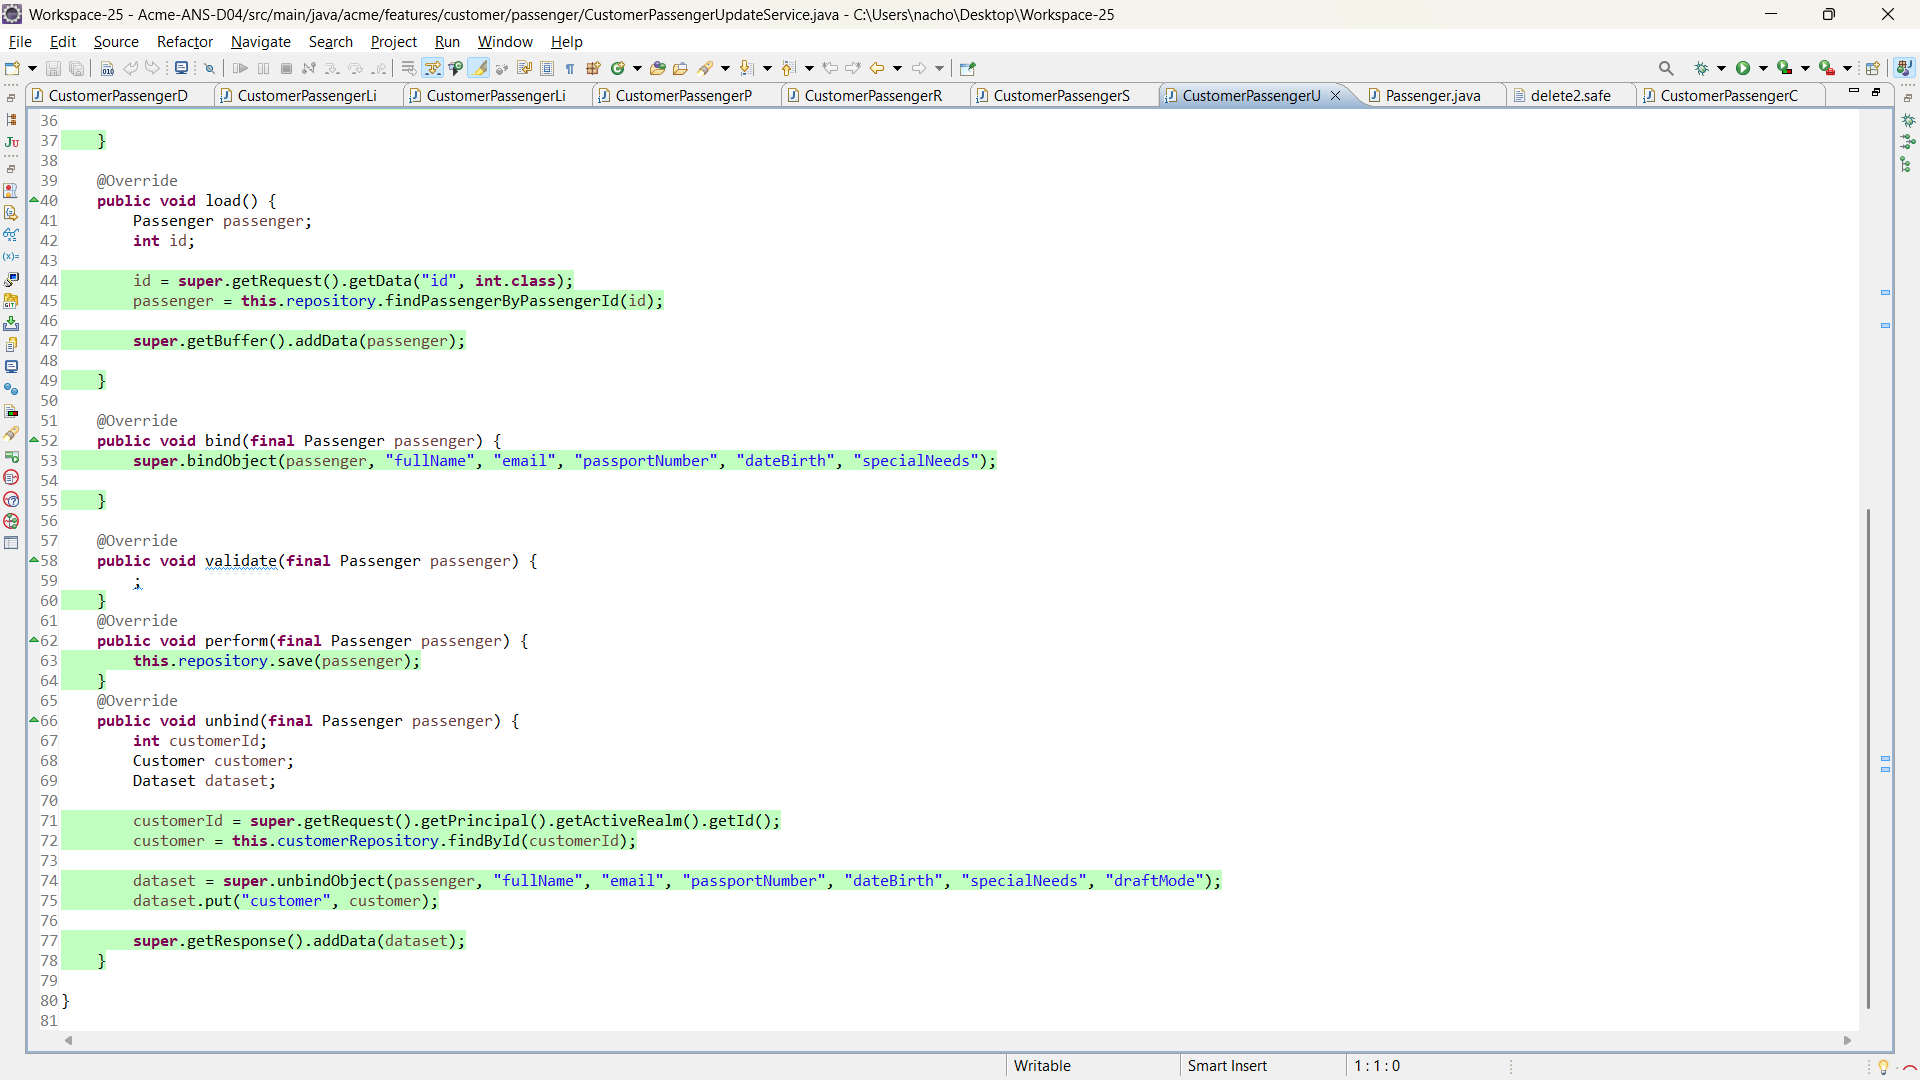 Workspace-25 - Acme-ANS-D04/src/main/java/acme/features/customer/passenger/CustomerPassengerUpdateService.java - C:\Users\nacho\Desktop\Workspace-25
File Edit Source Refactor Navigate Search Project Run Window Help
CustomerPassengerD CustomerPassengerLi CustomerPassengerLi CustomerPassengerP CustomerPassengerR CustomerPassengerS CustomerPassengerU Passenger.java delete2.safe CustomerPassengerC
36
37 }
38
39 @Override
40 public void load() {
41 Passenger passenger;
42 int id;
43
44 id = super.getRequest().getData("id", int.class);
45 passenger = this.repository.findPassengerByPassengerId(id);
46
47 super.getBuffer().addData(passenger);
48
49 }
50
51 @Override
52 public void bind(final Passenger passenger) {
53 super.bindObject(passenger, "fullName", "email", "passportNumber", "dateBirth", "specialNeeds");
54
55 }
56
57 @Override
58 public void validate(final Passenger passenger) {
59 ;
60 }
61 @Override
62 public void perform(final Passenger passenger) {
63 this.repository.save(passenger);
64 }
65 @Override
66 public void unbind(final Passenger passenger) {
67 int customerId;
68 Customer customer;
69 Dataset dataset;
70
71 customerId = super.getRequest().getPrincipal().getActiveRealm().getId();
72 customer = this.customerRepository.findById(customerId);
73
74 dataset = super.unbindObject(passenger, "fullName", "email", "passportNumber", "dateBirth", "specialNeeds", "draftMode");
75 dataset.put("customer", customer);
76
77 super.getResponse().addData(dataset);
78 }
79
80 }
81
Writable Smart Insert 1 : 1 : 0